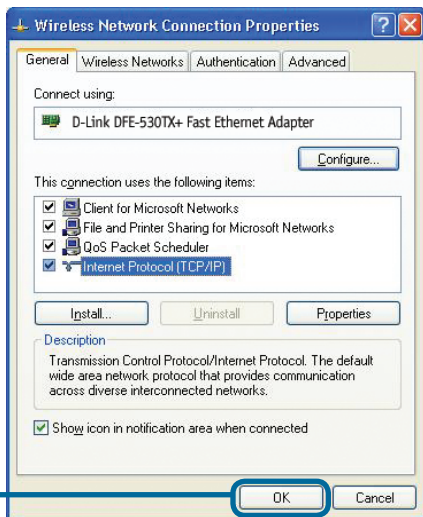 Wireless Network Connection Properties
General Wireless Networks Authentication Advanced
Connect using:
D-Link DFE-530TX+ Fast Ethernet Adapter
Configure...
This connection uses the following items:
Client for Microsoft Networks
File and Printer Sharing for Microsoft Networks
QoS Packet Scheduler
Internet Protocol (TCP/IP)
Install... Uninstall Properties
Description
Transmission Control Protocol/Internet Protocol. The default
wide area network protocol that provides communication
across diverse interconnected networks.
Show icon in notification area when connected
OK Cancel